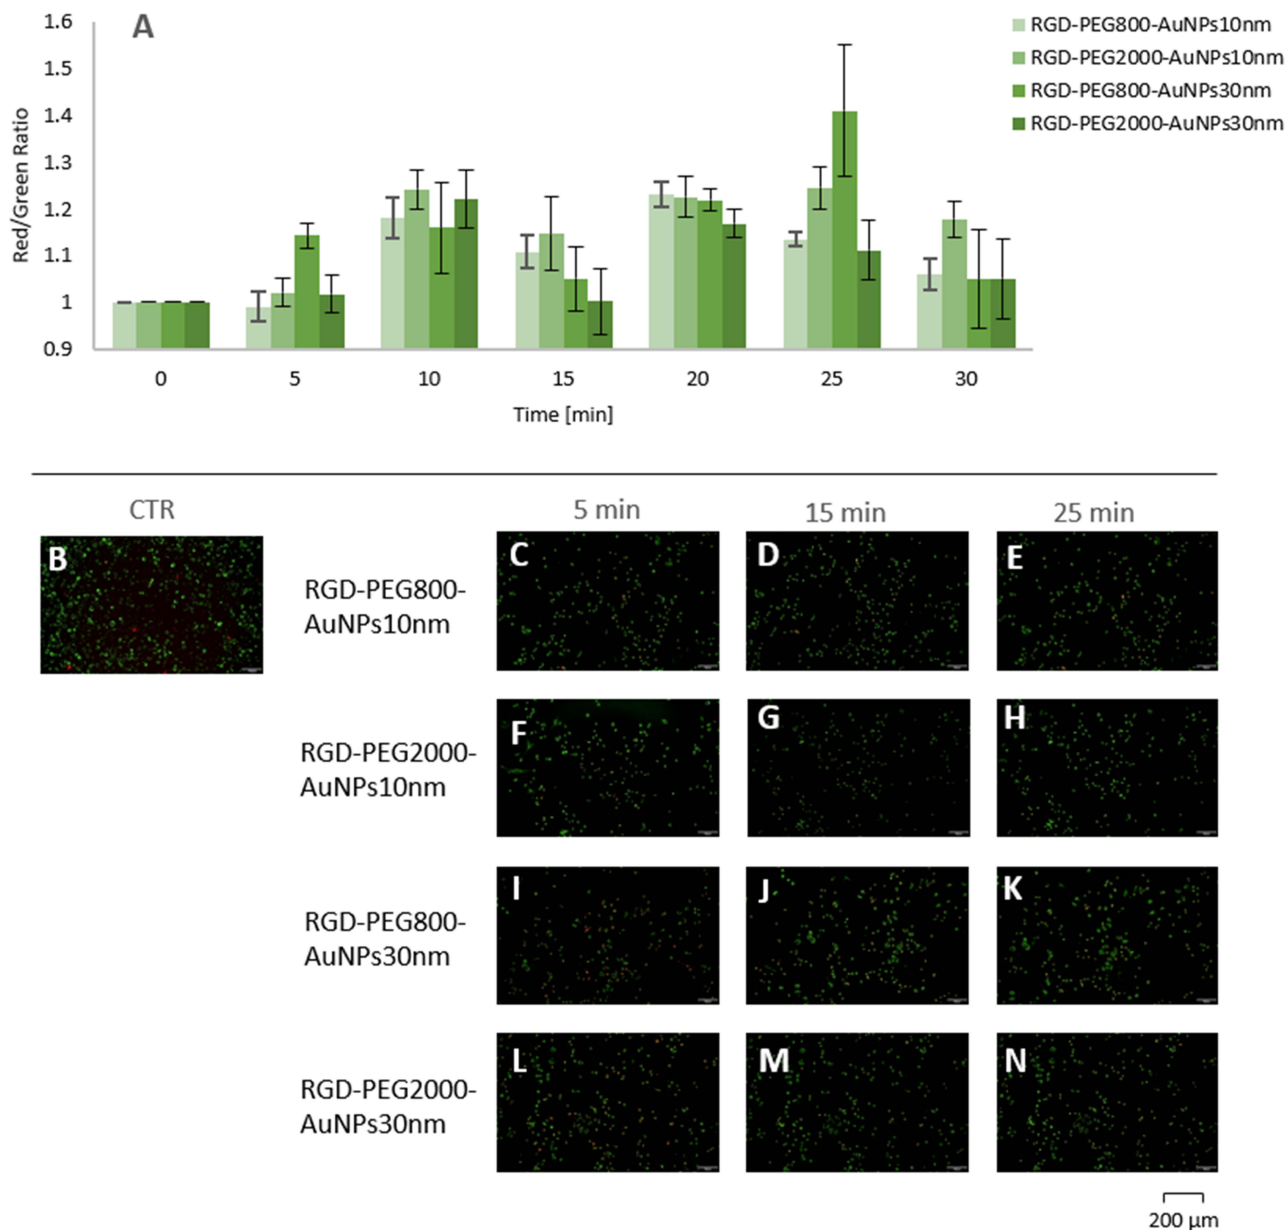 A
RGD-PEG800-AuNPs10nm
RGD-PEG2000-AuNPs10nm
RGD-PEG800-AuNPs30nm
RGD-PEG2000-AuNPs30nm
Red/Green Ratio
1.6
1.5
1.4
1.3
1.2
1.1
1
0.9
0 5 10 15 20 25 30
Time [min]
CTR 5 min 15 min 25 min
B
RGD-PEG800-
AuNPs10nm
C D E
RGD-PEG2000-
AuNPs10nm
F G H
RGD-PEG800-
AuNPs30nm
I J K
RGD-PEG2000-
AuNPs30nm
L M N
200 µm